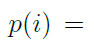 p(i) =